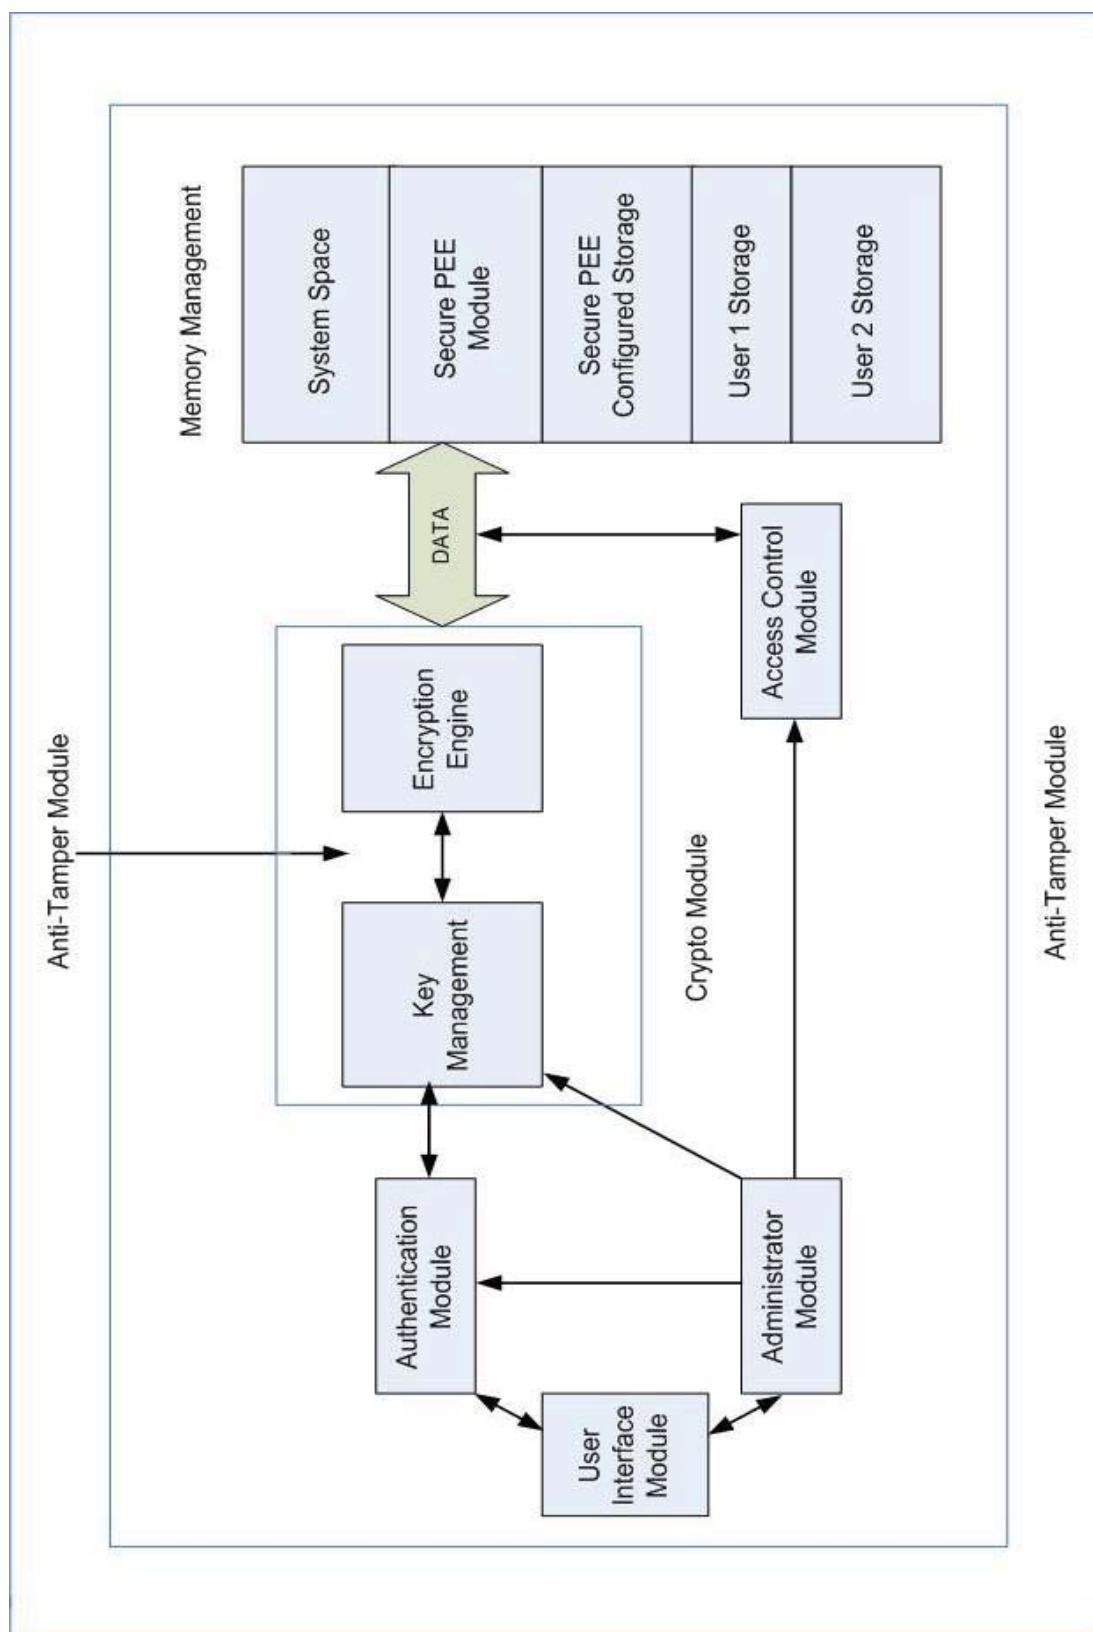 Anti-Tamper Module
Memory Management
System Space
Secure PEE
Module
Secure PEE
Configured Storage
User 1 Storage
User 2 Storage
DATA
Encryption
Engine
Key
Management
Crypto Module
Authentication
Module
User
Interface
Module
Administrator
Module
Access Control
Module
Anti-Tamper Module